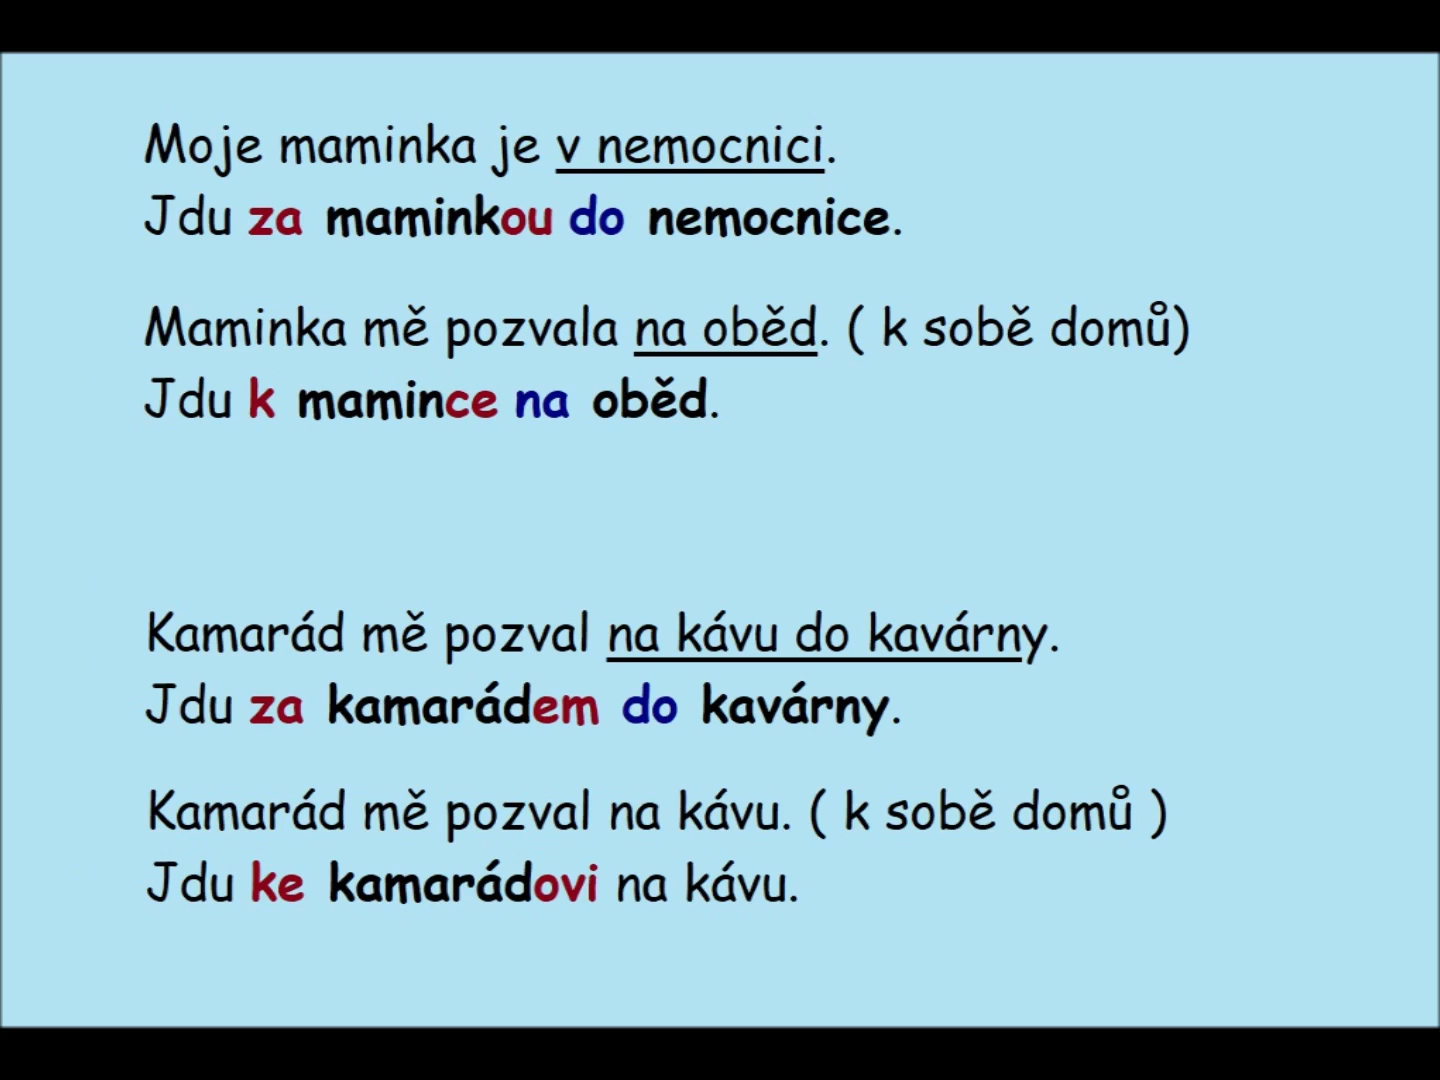 Moje maminka je v nemocnici.
Jdu za maminkou do nemocnice.
Maminka mě pozvala na oběd. ( k sobě domů)
Jdu k mamince na oběd.
Kamarád mě pozval na kávu do kavárny.
Jdu za kamarádem do kavárny.
Kamarád mě pozval na kávu. ( k sobě domů )
Jdu ke kamarádovi na kávu.